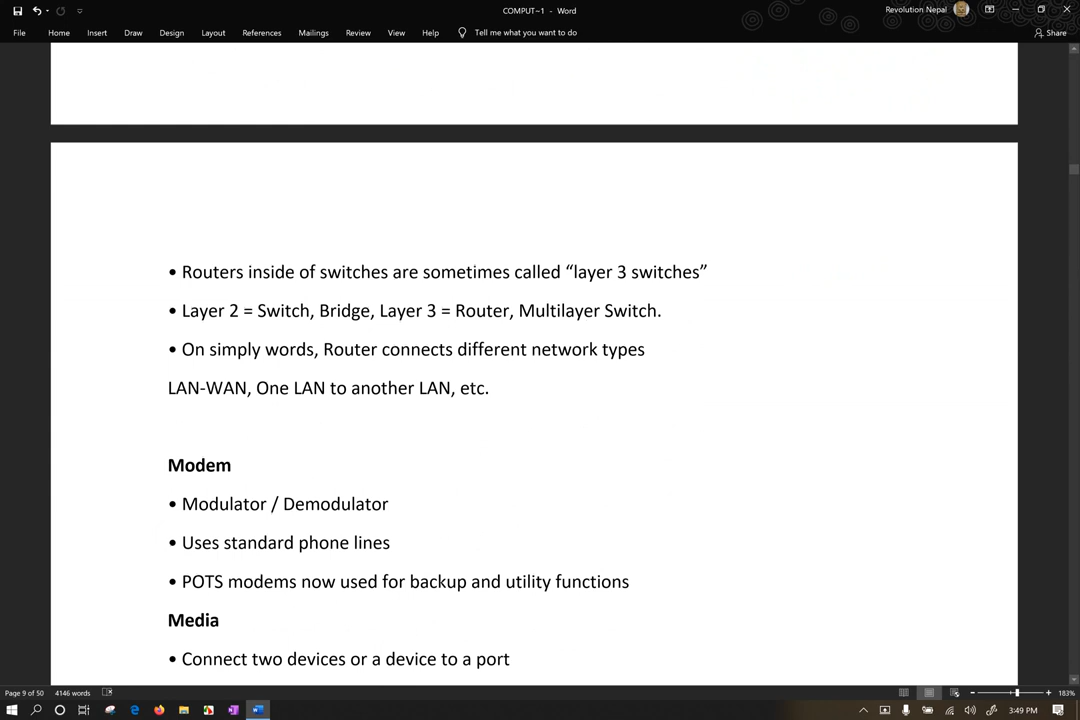 COMPUT~1 - Word
Revolution Nepal
File Home Insert Draw Design Layout References Mailings Review View Help Tell me what you want to do Share
• Routers inside of switches are sometimes called “layer 3 switches”
• Layer 2 = Switch, Bridge, Layer 3 = Router, Multilayer Switch.
• On simply words, Router connects different network types
LAN-WAN, One LAN to another LAN, etc.
Modem
• Modulator / Demodulator
• Uses standard phone lines
• POTS modems now used for backup and utility functions
Media
• Connect two devices or a device to a port
Page 9 of 50 4146 words 183%
3:49 PM